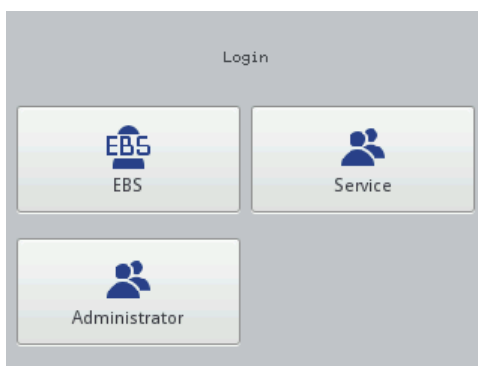 Login
EBS
EBS
Service
Administrator